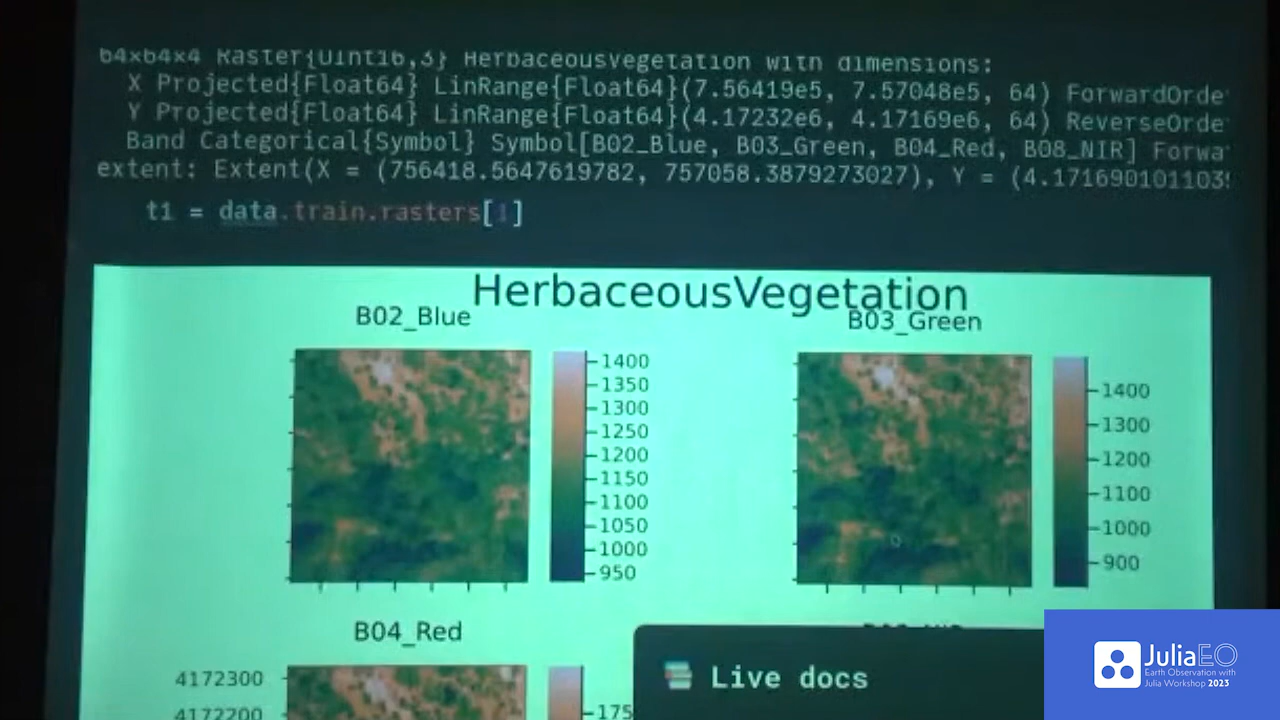 64x64x4 Raster{UInt16,3} HerbaceousVegetation with dimensions:
X Projected{Float64} LinRange{Float64}(7.56419e5, 7.57048e5, 64) ForwardOrde
Y Projected{Float64} LinRange{Float64}(4.17232e6, 4.17169e6, 64) ReverseOrde
Band Categorical{Symbol} Symbol[B02_Blue, B03_Green, B04_Red, B08_NIR] Forwa
extent: Extent(X = (756418.5647619782, 757058.3879273027), Y = (4.17169010110
t1 = data.train.rasters[1]
HerbaceousVegetation
B02_Blue
B03_Green
1400
1350
1300
1250
1200
1150
1100
1050
1000
950
1400
1300
1200
1100
1000
900
B04_Red
4172300
4172200
175
Live docs
JuliaEO
Earth Observation with
Julia Workshop 2023